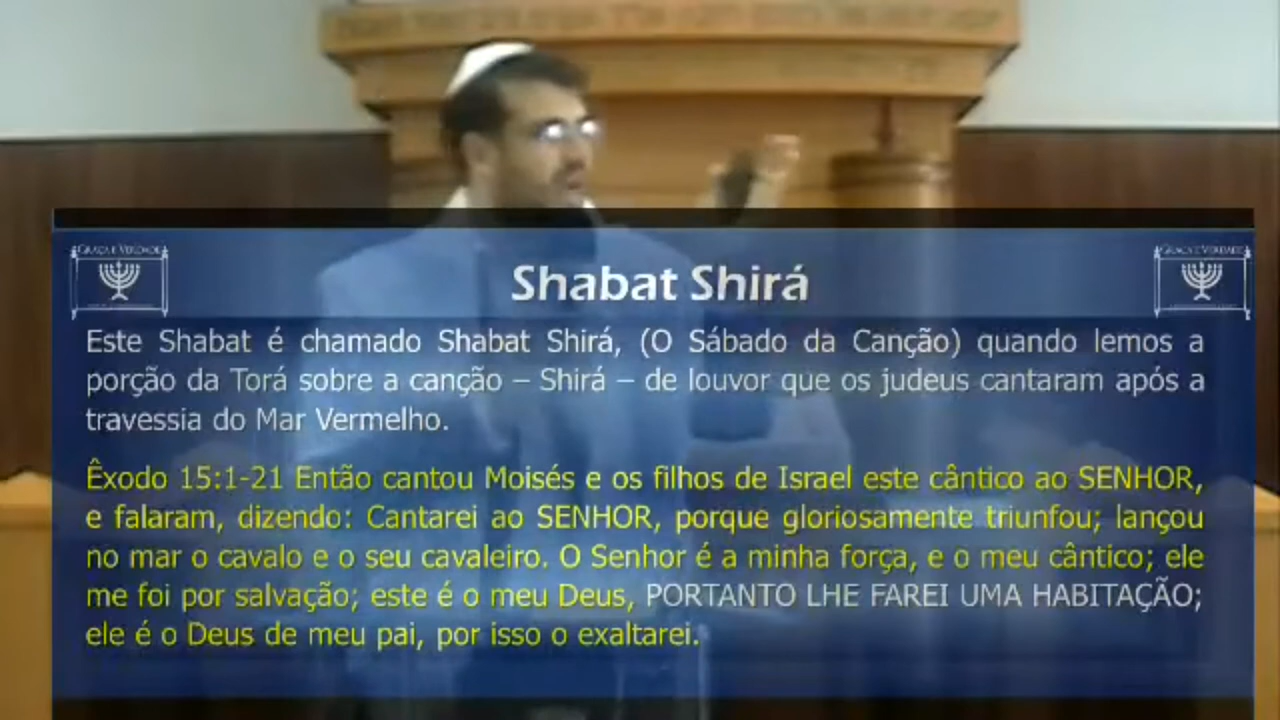 GRAÇA E VERDADE
GRAÇA E VERDADE
Shabat Shirá
Este Shabat é chamado Shabat Shirá, (O Sábado da Canção) quando lemos a
porção da Torá sobre a canção – Shirá – de louvor que os judeus cantaram após a
travessia do Mar Vermelho.
Êxodo 15:1-21 Então cantou Moisés e os filhos de Israel este cântico ao SENHOR,
e falaram, dizendo: Cantarei ao SENHOR, porque gloriosamente triunfou; lançou
no mar o cavalo e o seu cavaleiro. O Senhor é a minha força, e o meu cântico; ele
me foi por salvação; este é o meu Deus, PORTANTO LHE FAREI UMA HABITAÇÃO;
ele é o Deus de meu pai, por isso o exaltarei.